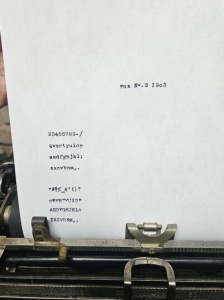 Fox Nº.3 1903
23456789-/
qwertyuiop
asdfghjkl;
zxcvbnm,.
"#$%_&'()?
QWERTYUIOP
ASDFGHJKL:
ZXCVBNM,.